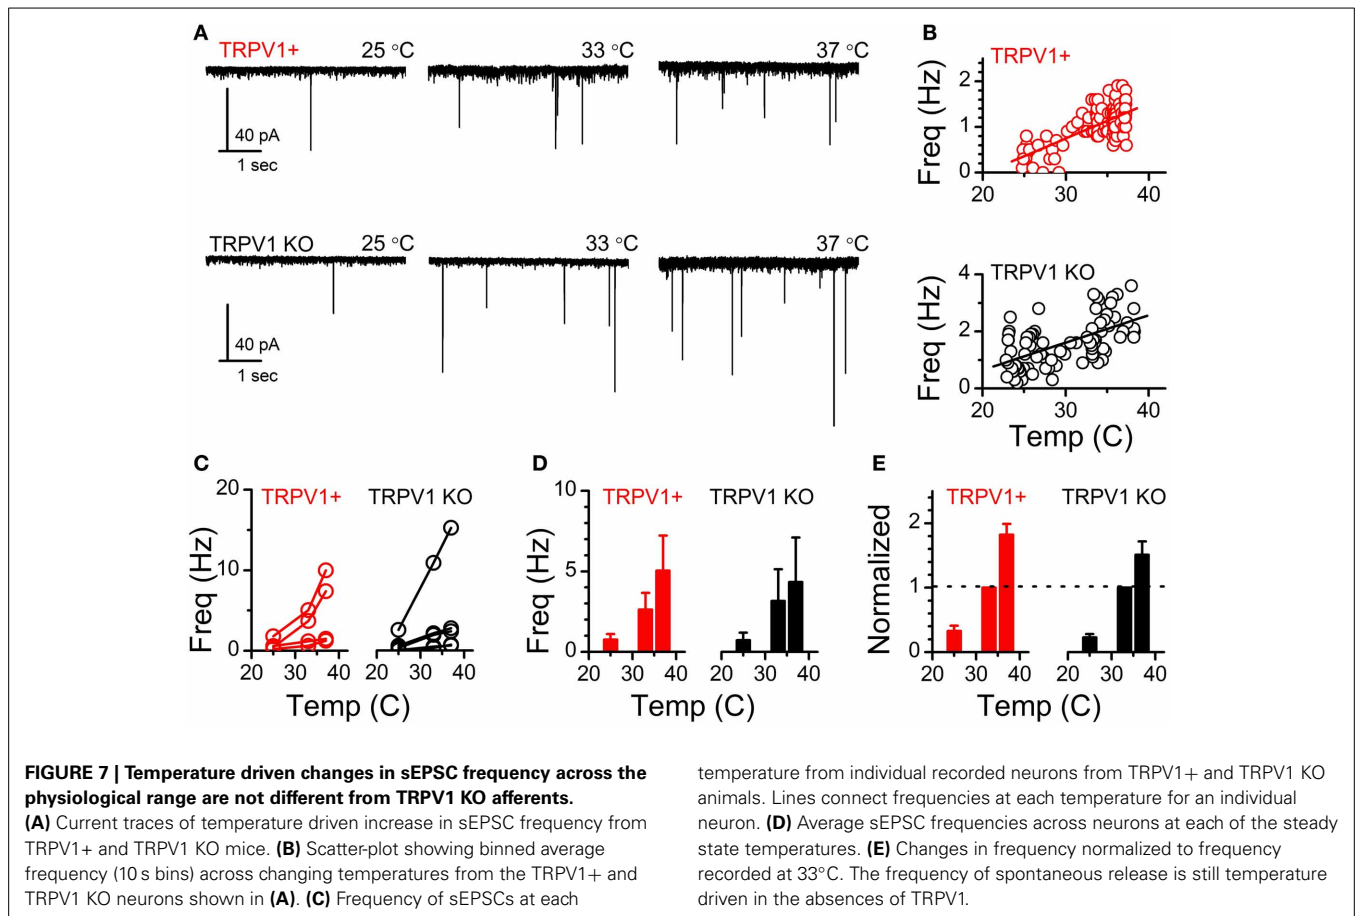 A
TRPV1+
25 °C
33 °C
37 °C
40 pA
1 sec
TRPV1 KO
25 °C
33 °C
37 °C
40 pA
1 sec
B
TRPV1+
Freq (Hz)
2
1
0
20 30 40
TRPV1 KO
Freq (Hz)
4
2
0
20 30 40
Temp (C)
C
TRPV1+
TRPV1 KO
Freq (Hz)
20
10
0
20 30 40
20 30 40
Temp (C)
D
TRPV1+
TRPV1 KO
Freq (Hz)
10
5
0
20 30 40
20 30 40
Temp (C)
E
TRPV1+
TRPV1 KO
Normalized
2
1
0
20 30 40
20 30 40
Temp (C)
FIGURE 7 | Temperature driven changes in sEPSC frequency across the
physiological range are not different from TRPV1 KO afferents.
(A) Current traces of temperature driven increase in sEPSC frequency from
TRPV1+ and TRPV1 KO mice. (B) Scatter-plot showing binned average
frequency (10 s bins) across changing temperatures from the TRPV1+ and
TRPV1 KO neurons shown in (A). (C) Frequency of sEPSCs at each
temperature from individual recorded neurons from TRPV1+ and TRPV1 KO
animals. Lines connect frequencies at each temperature for an individual
neuron. (D) Average sEPSC frequencies across neurons at each of the steady
state temperatures. (E) Changes in frequency normalized to frequency
recorded at 33°C. The frequency of spontaneous release is still temperature
driven in the absences of TRPV1.